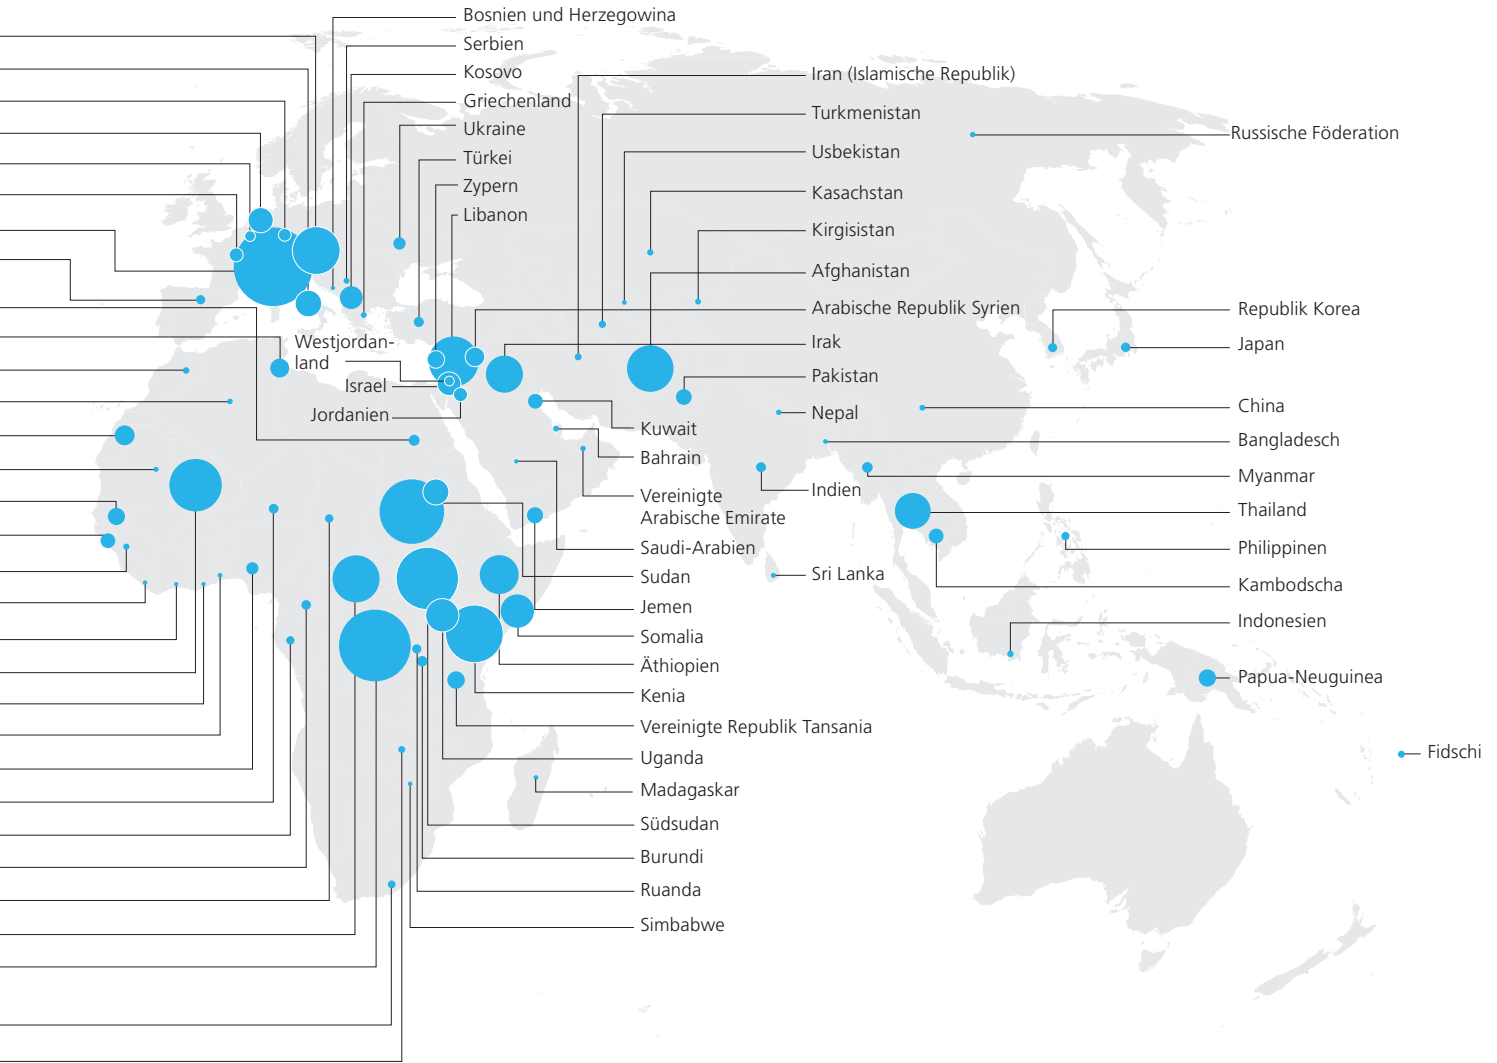 Bosnien und Herzegowina
Serbien
Kosovo
Griechenland
Ukraine
Türkei
Zypern
Libanon
Westjordan-
land
Israel
Jordanien
Iran (Islamische Republik)
Turkmenistan
Usbekistan
Kasachstan
Kirgisistan
Afghanistan
Arabische Republik Syrien
Irak
Pakistan
Nepal
Indien
Sri Lanka
Kuwait
Bahrain
Vereinigte
Arabische Emirate
Saudi-Arabien
Sudan
Jemen
Somalia
Äthiopien
Kenia
Vereinigte Republik Tansania
Uganda
Madagaskar
Südsudan
Burundi
Ruanda
Simbabwe
Russische Föderation
Republik Korea
Japan
China
Bangladesch
Myanmar
Thailand
Philippinen
Kambodscha
Indonesien
Papua-Neuguinea
Fidschi